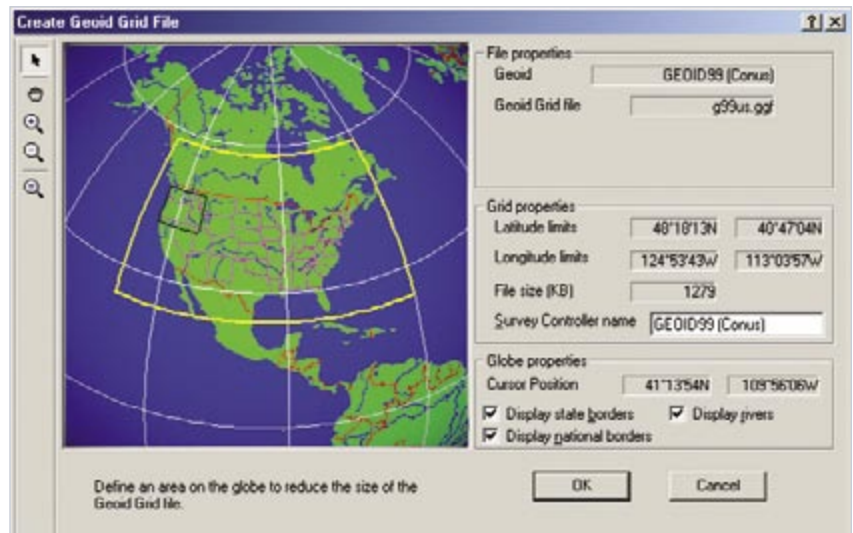 Create Geoid Grid File
File properties
Geoid GEOID99 (Conus)
Geoid Grid file g99us.ggf
Grid properties
Latitude limits 48°18'13N 40°47'04N
Longitude limits 124°53'43W 113°03'57W
File size (KB) 1279
Survey Controller name GEOID99 (Conus)
Globe properties
Cursor Position 41°13'54N 109°56'06W
Display state borders Display rivers
Display national borders
Define an area on the globe to reduce the size of the
Geoid Grid file.
OK Cancel